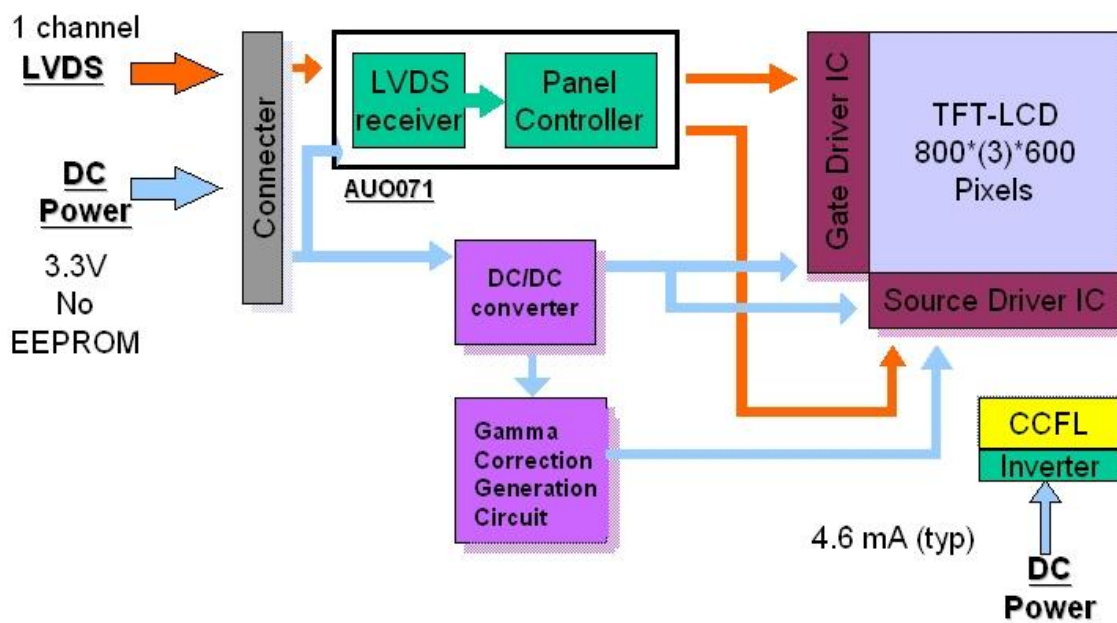 1 channel
LVDS
DC
Power
3.3V
No
EEPROM
Connecter
LVDS
receiver
Panel
Controller
AUO071
DC/DC
converter
Gamma
Correction
Generation
Circuit
Gate Driver IC
TFT-LCD
800*(3)*600
Pixels
Source Driver IC
CCFL
Inverter
4.6 mA (typ)
DC
Power